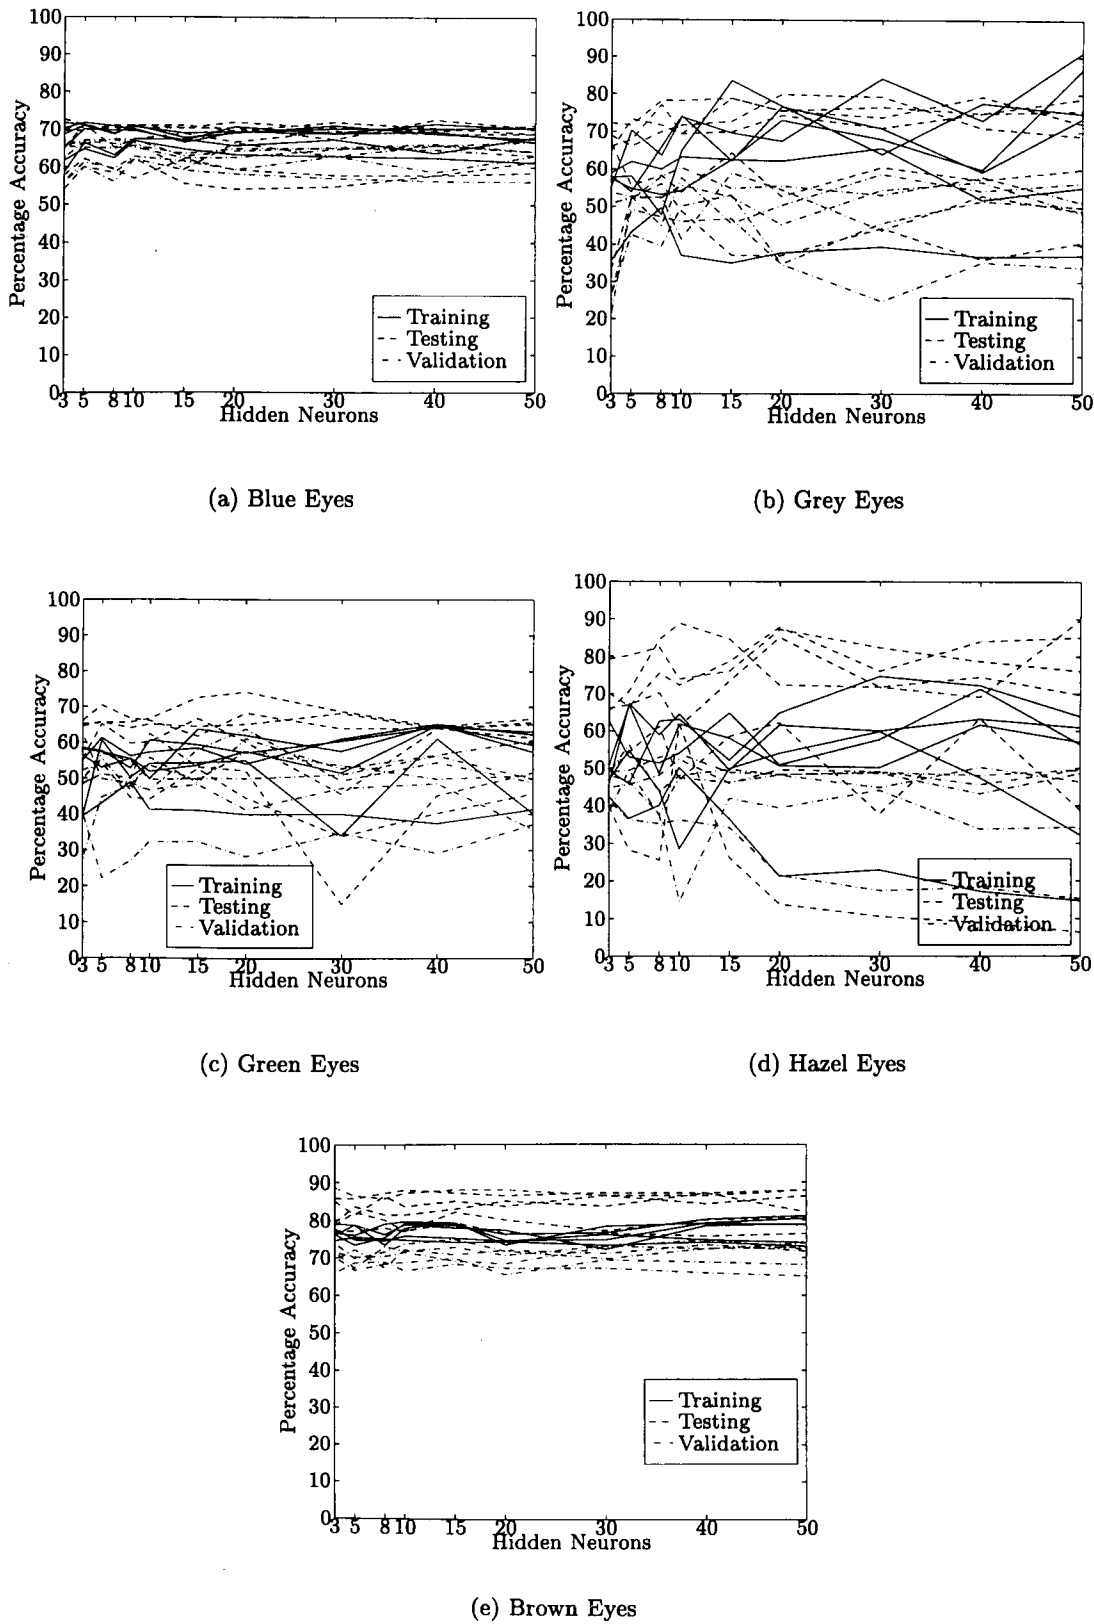 100
90
80
70
60
50
40
30
20
10
0
Percentage Accuracy
Training
Testing
Validation
3 5 8 10 15 20 30 40 50
Hidden Neurons
(a) Blue Eyes
100
90
80
70
60
50
40
30
20
10
0
Percentage Accuracy
Training
Testing
Validation
3 5 8 10 15 20 30 40 50
Hidden Neurons
(b) Grey Eyes
100
90
80
70
60
50
40
30
20
10
0
Percentage Accuracy
Training
Testing
Validation
3 5 8 10 15 20 30 40 50
Hidden Neurons
(c) Green Eyes
100
90
80
70
60
50
40
30
20
10
0
Percentage Accuracy
Training
Testing
Validation
3 5 8 10 15 20 30 40 50
Hidden Neurons
(d) Hazel Eyes
100
90
80
70
60
50
40
30
20
10
0
Percentage Accuracy
Training
Testing
Validation
3 5 8 10 15 20 30 40 50
Hidden Neurons
(e) Brown Eyes